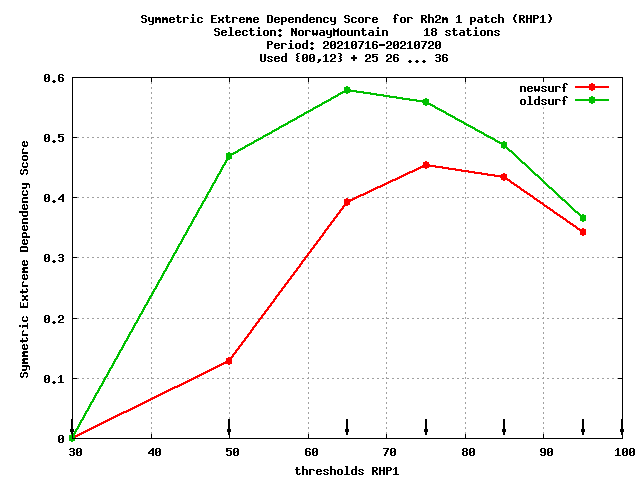 Symmetric Extreme Dependency Score  for Rh2m 1 patch (RHP1)
Selection: NorwayMountain     18 stations
Period: 20210716-20210720
Used {00,12} + 25 26 ... 36
newsurf
oldsurf
Symmetric Extreme Dependency Score
0.6
0.5
0.4
0.3
0.2
0.1
0
30 40 50 60 70 80 90 100
thresholds RHP1